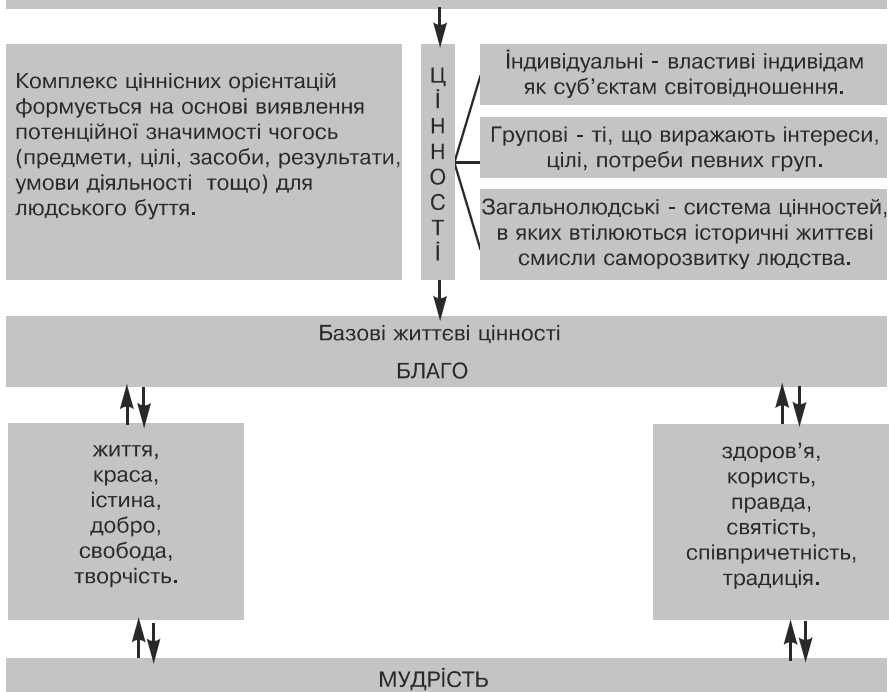 Комплекс ціннісних орієнтацій
формується на основі виявлення
потенційної значимості чогось
(предмети, цілі, засоби, результати,
умови діяльності тощо) для
людського буття.
ЦІННОСТІ
Індивідуальні - властиві індивідам
як суб’єктам світовідношення.
Групові - ті, що виражають інтереси,
цілі, потреби певних груп.
Загальнолюдські - система цінностей,
в яких втілюються історичні життєві
смисли саморозвитку людства.
Базові життєві цінності
БЛАГО
життя,
краса,
істина,
добро,
свобода,
творчість.
здоров’я,
користь,
правда,
святість,
співпричетність,
традиція.
МУДРІСТЬ